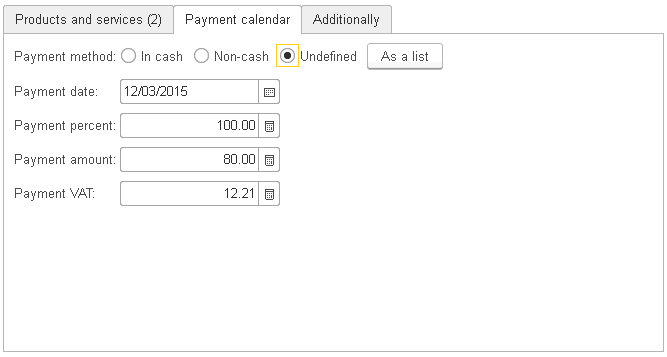 Products and services (2) Payment calendar Additionally
Payment method: In cash Non-cash Undefined As a list
Payment date: 12/03/2015
Payment percent: 100.00
Payment amount: 80.00
Payment VAT: 12.21